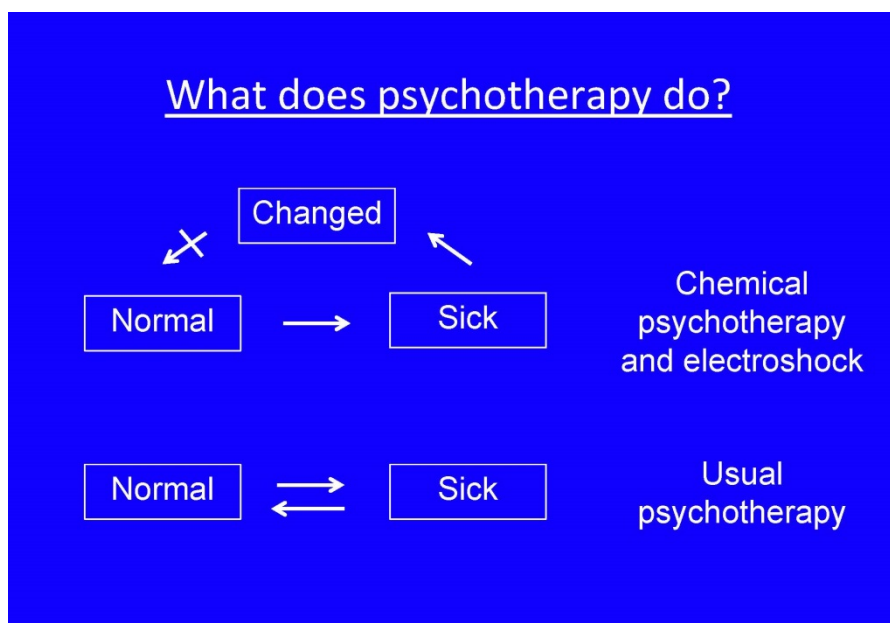 What does psychotherapy do?
Changed
Normal
Sick
Chemical
psychotherapy
and electroshock
Normal
Sick
Usual
psychotherapy